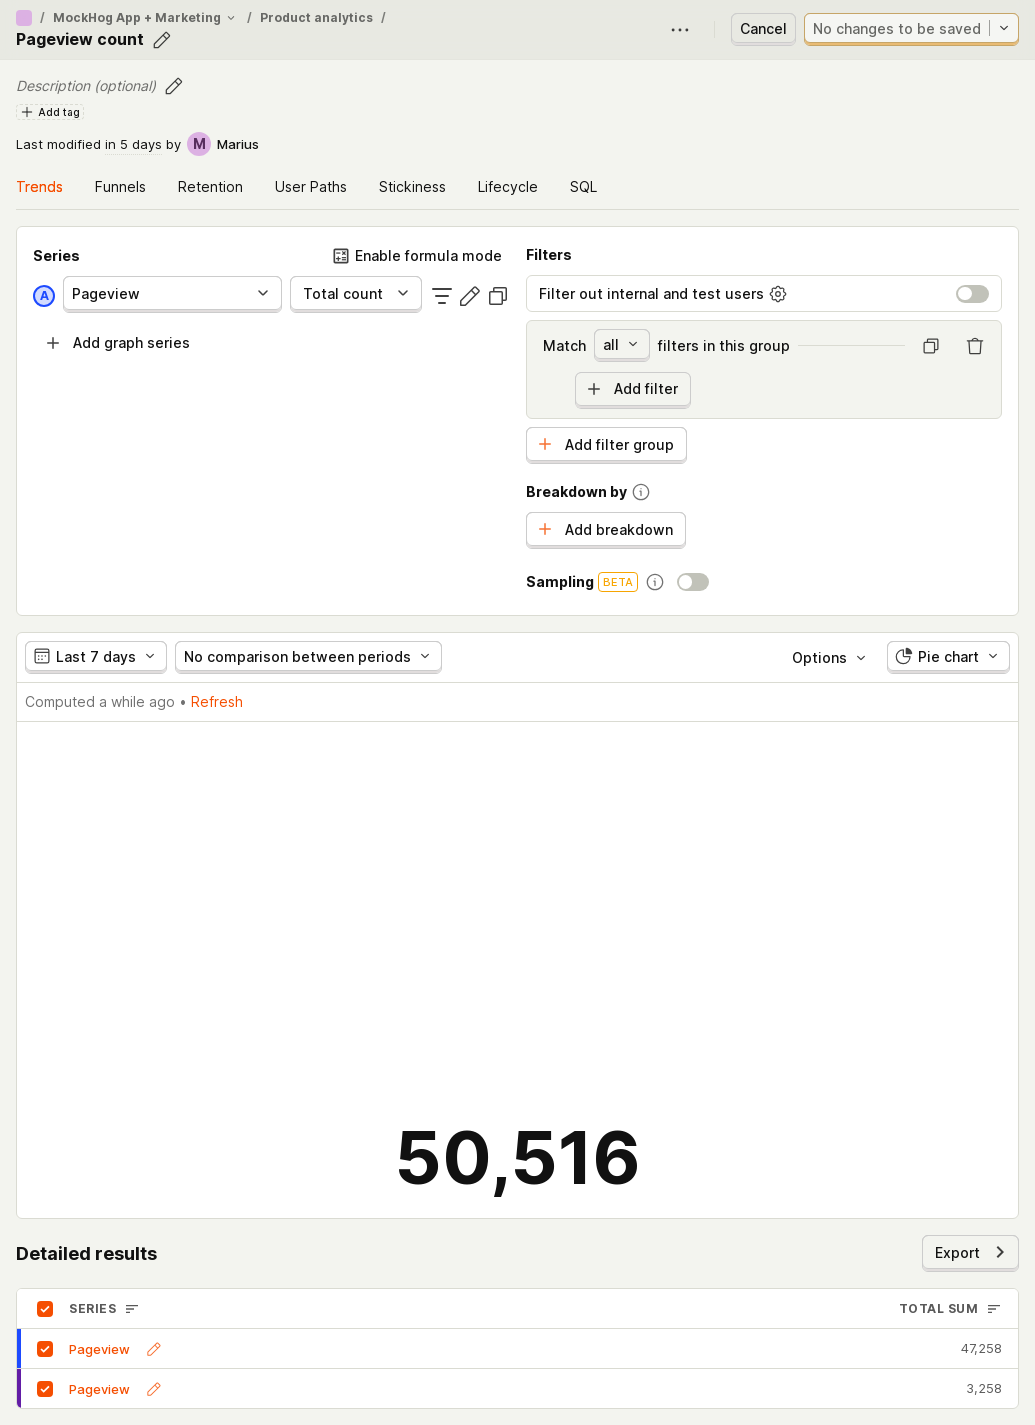 / MockHog App + Marketing / Product analytics /
Pageview count
Cancel
No changes to be saved
Description (optional)
Add tag
Last modified in 5 days by M Marius
Trends Funnels Retention User Paths Stickiness Lifecycle SQL
Series
Enable formula mode
A Pageview Total count
Add graph series
Filters
Filter out internal and test users
Match all filters in this group
Add filter
Add filter group
Breakdown by
Add breakdown
Sampling BETA
Last 7 days No comparison between periods Options Pie chart
Computed a while ago • Refresh
50,516
Detailed results
Export
SERIES TOTAL SUM
Pageview 47,258
Pageview 3,258